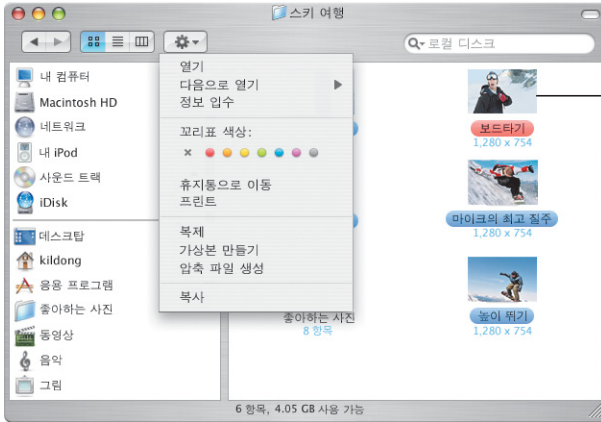 스키 여행
로컬 디스크
내 컴퓨터
Macintosh HD
네트워크
내 iPod
사운드 트랙
iDisk
데스크탑
kildong
응용 프로그램
좋아하는 사진
동영상
음악
그림
열기
다음으로 열기
정보 입수
꼬리표 색상:
휴지통으로 이동
프린트
복제
가상본 만들기
압축 파일 생성
복사
보드타기
1,280 x 754
마이크의 최고 질주
1,280 x 754
좋아하는 사진
8 항목
높이 뛰기
1,280 x 754
6 항목, 4.05 GB 사용 가능